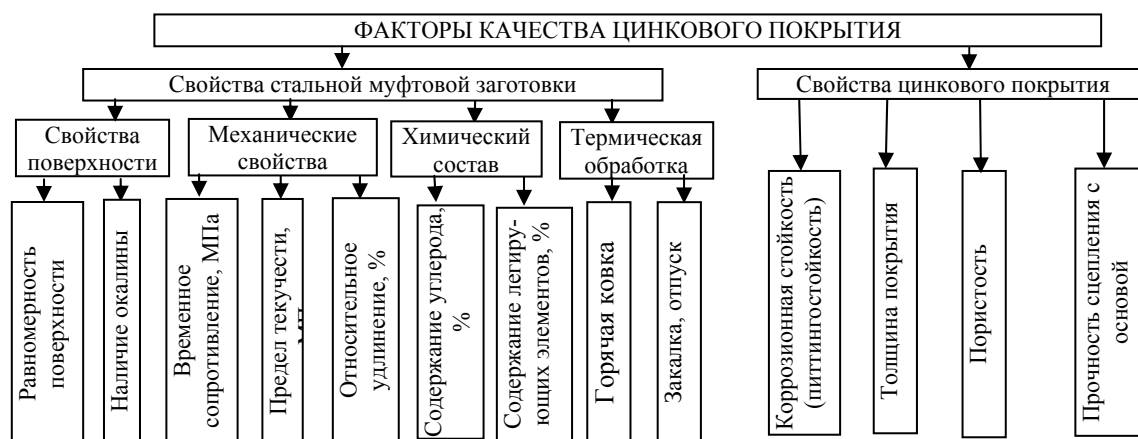 ФАКТОРЫ КАЧЕСТВА ЦИНКОВОГО ПОКРЫТИЯ
Свойства стальной муфтовой заготовки
Свойства цинкового покрытия
Свойства
поверхности
Механические
свойства
Химический
состав
Термическая
обработка
Равномерность
поверхности
Наличие окалины
Временное
сопротивление, МПа
Предел текучести,
Относительное
удлинение, %
Содержание углерода,
%
Содержание легиру-
ющих элементов, %
Горячая ковка
Закалка, отпуск
Коррозионная стойкость
(питтингостойкость)
Толщина покрытия
Пористость
Прочность сцепления с
основой